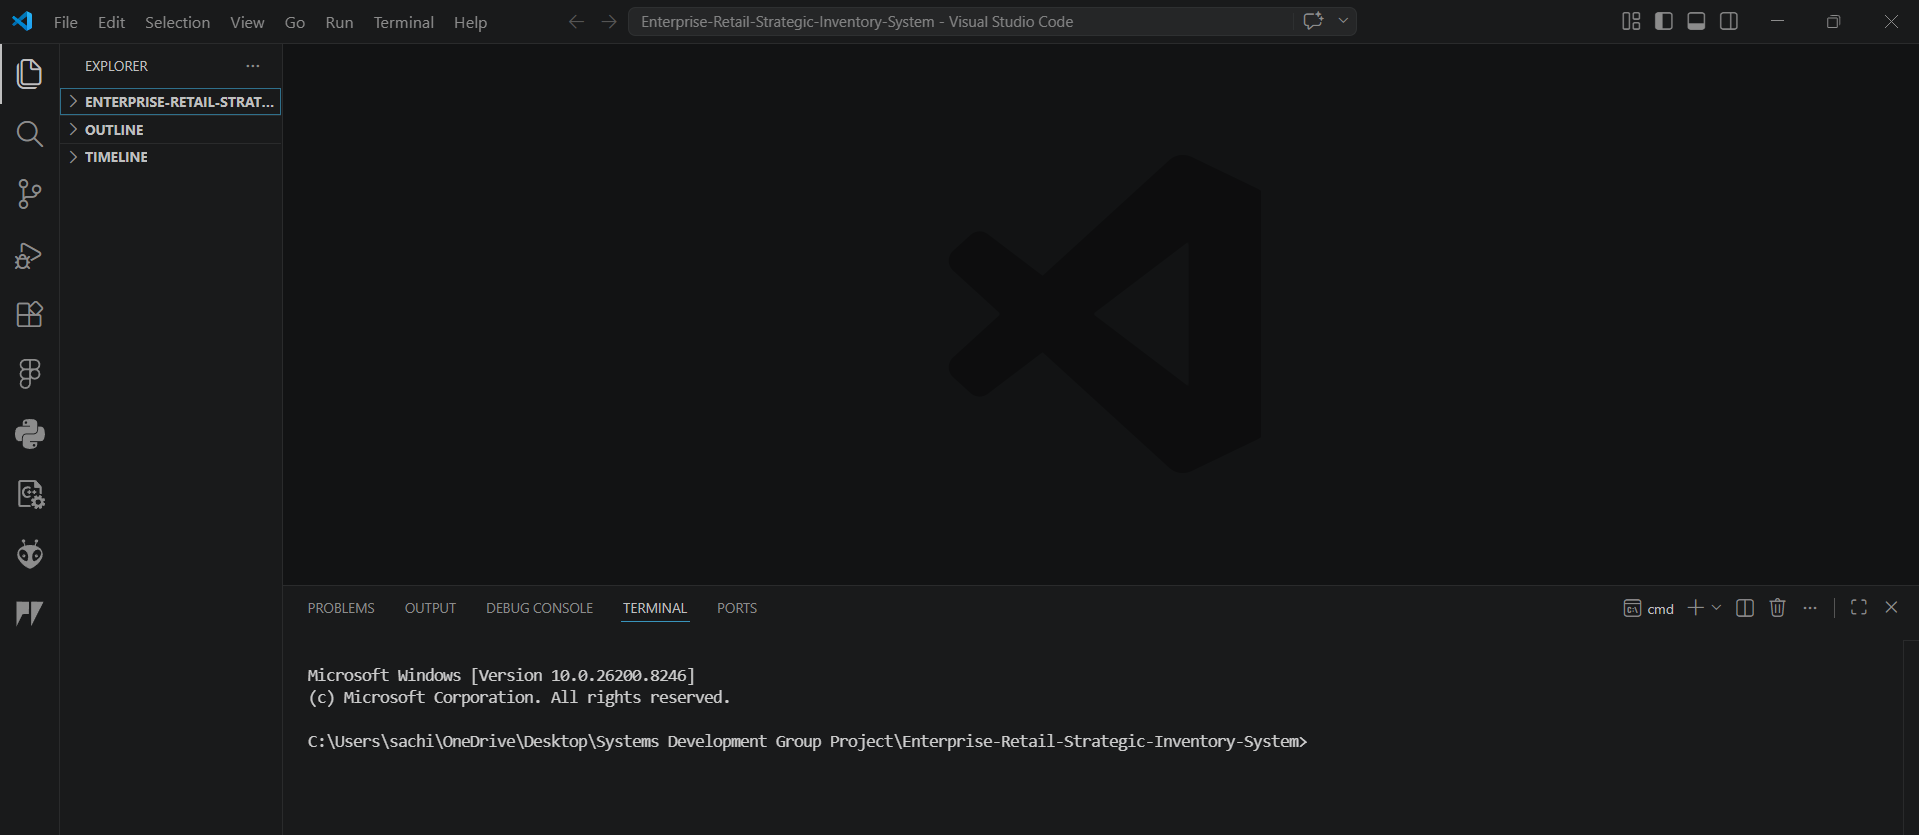 File Edit Selection View Go Run Terminal Help
Enterprise-Retail-Strategic-Inventory-System - Visual Studio Code
EXPLORER
ENTERPRISE-RETAIL-STRAT...
OUTLINE
TIMELINE
PROBLEMS OUTPUT DEBUG CONSOLE TERMINAL PORTS
cmd
Microsoft Windows [Version 10.0.26200.8246]
(c) Microsoft Corporation. All rights reserved.
C:\Users\sachi\OneDrive\Desktop\Systems Development Group Project\Enterprise-Retail-Strategic-Inventory-System>